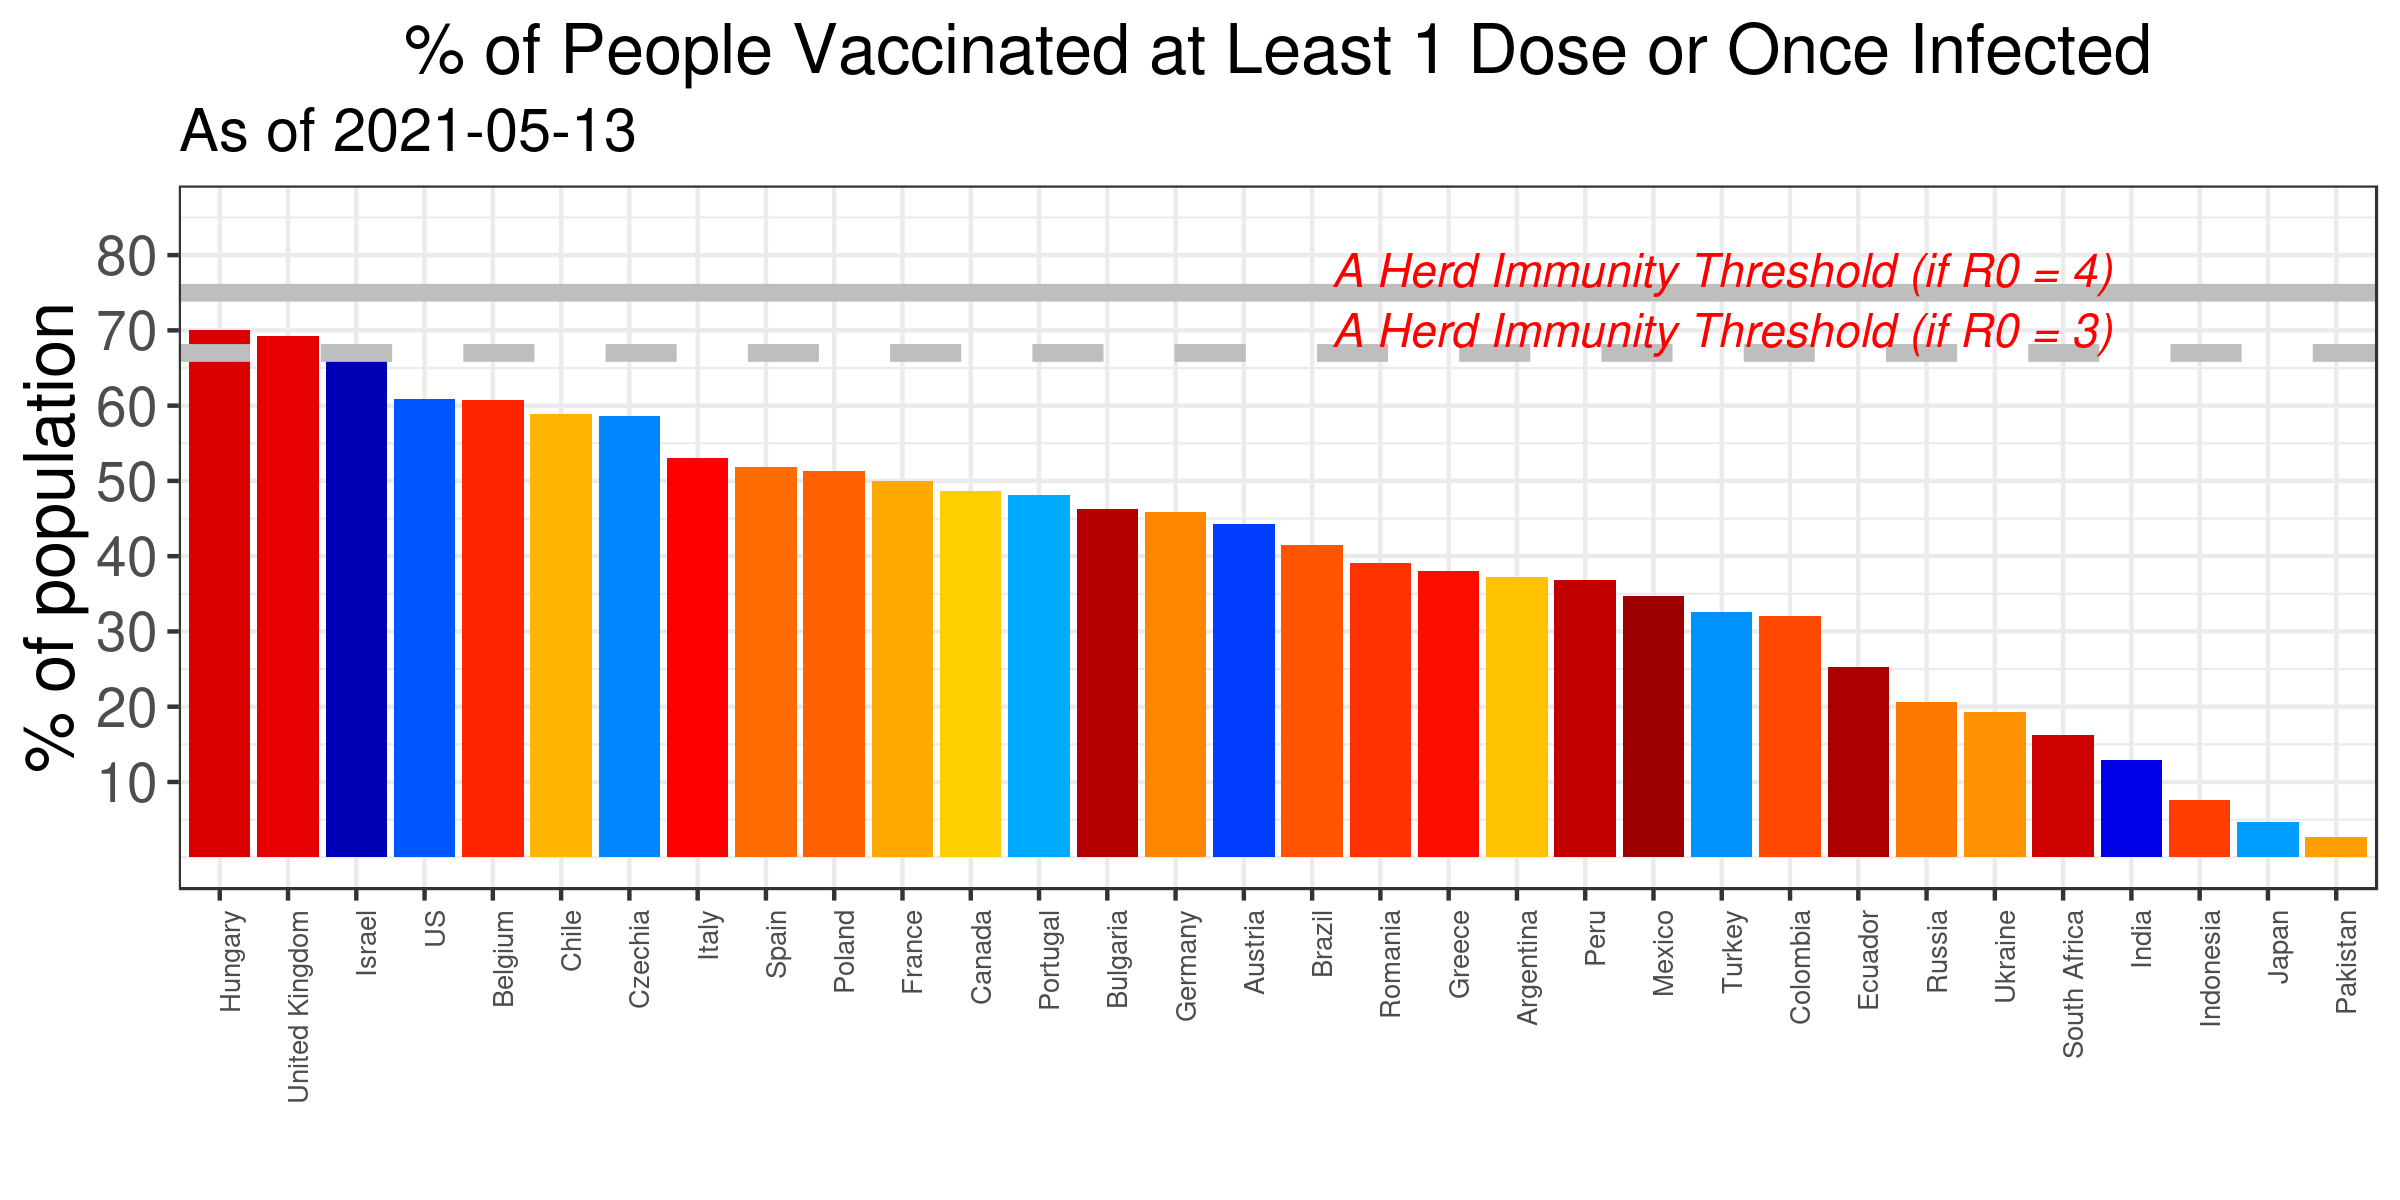 % of People Vaccinated at Least 1 Dose or Once Infected
As of 2021-05-13
% of population
80
70
60
50
40
30
20
10
A Herd Immunity Threshold (if R0 = 4)
A Herd Immunity Threshold (if R0 = 3)
Hungary
United Kingdom
Israel
US
Belgium
Chile
Czechia
Italy
Spain
Poland
France
Canada
Portugal
Bulgaria
Germany
Austria
Brazil
Romania
Greece
Argentina
Peru
Mexico
Turkey
Colombia
Ecuador
Russia
Ukraine
South Africa
India
Indonesia
Japan
Pakistan